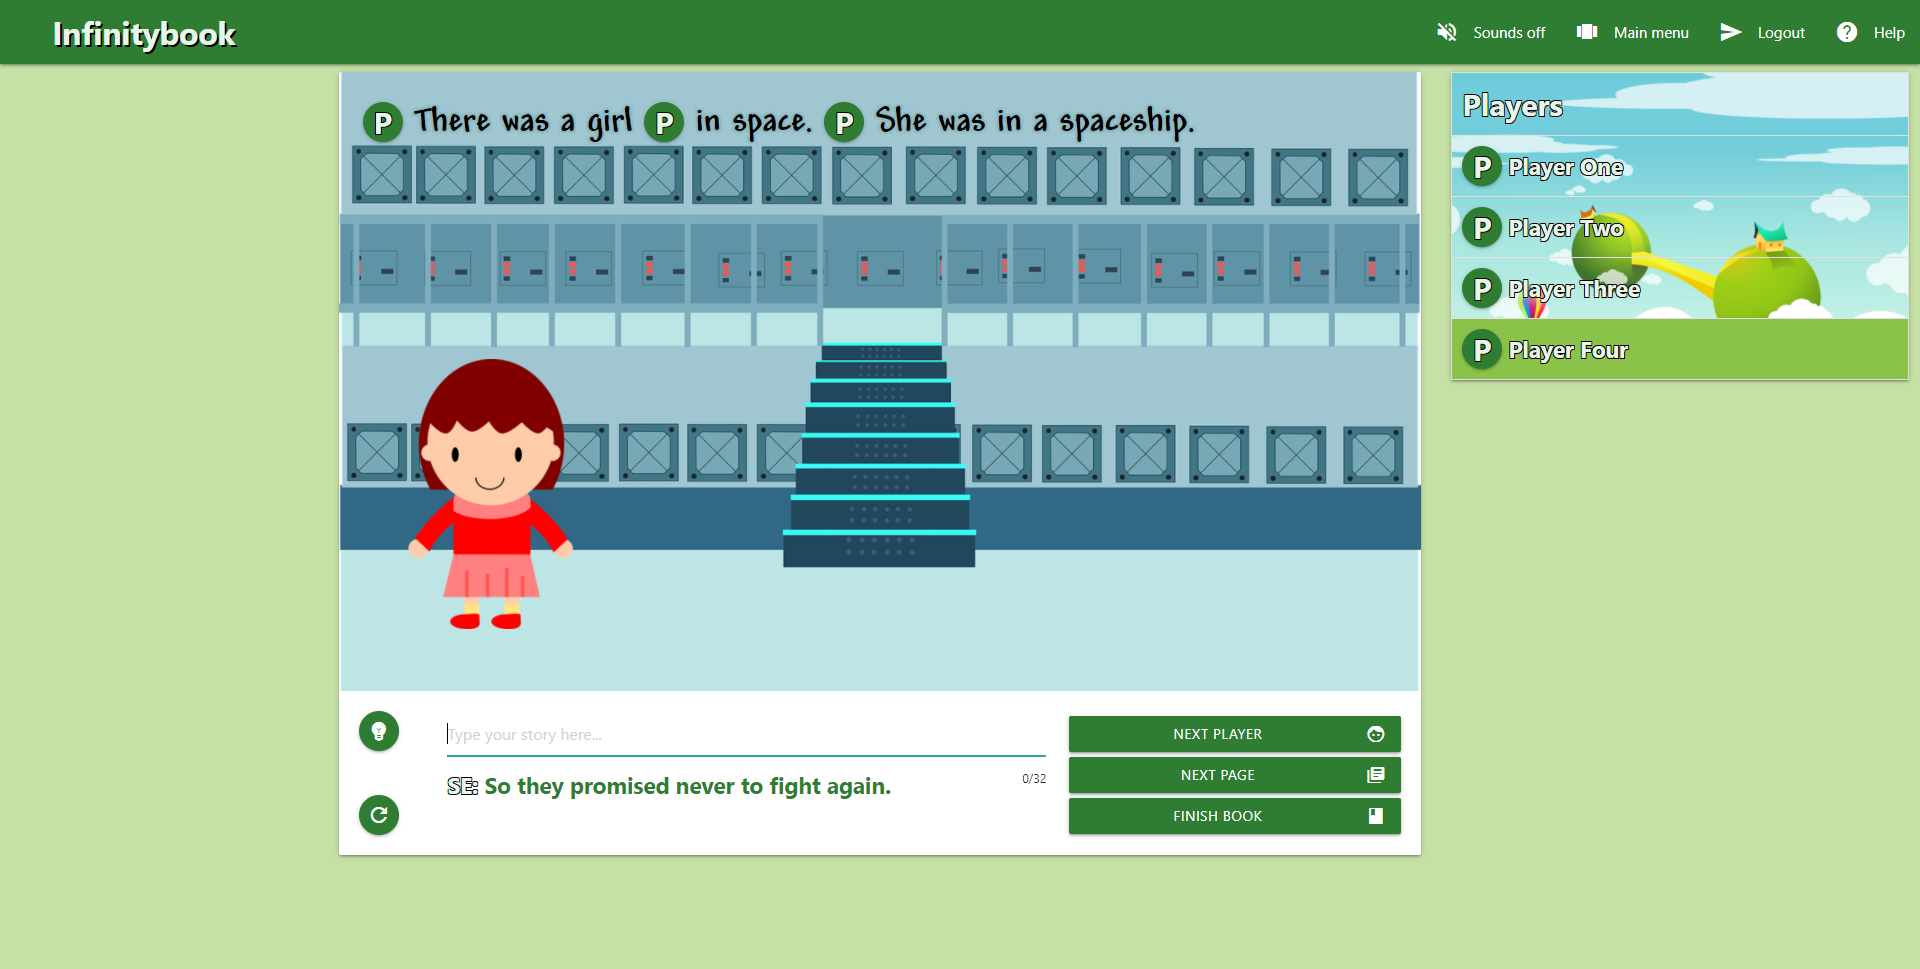 Infinitybook
Sounds off
Main menu
Logout
Help
P There was a girl P in space. P She was in a spaceship.
Players
P Player One
P Player Two
P Player Three
P Player Four
Type your story here...
0/32
SE: So they promised never to fight again.
NEXT PLAYER
NEXT PAGE
FINISH BOOK